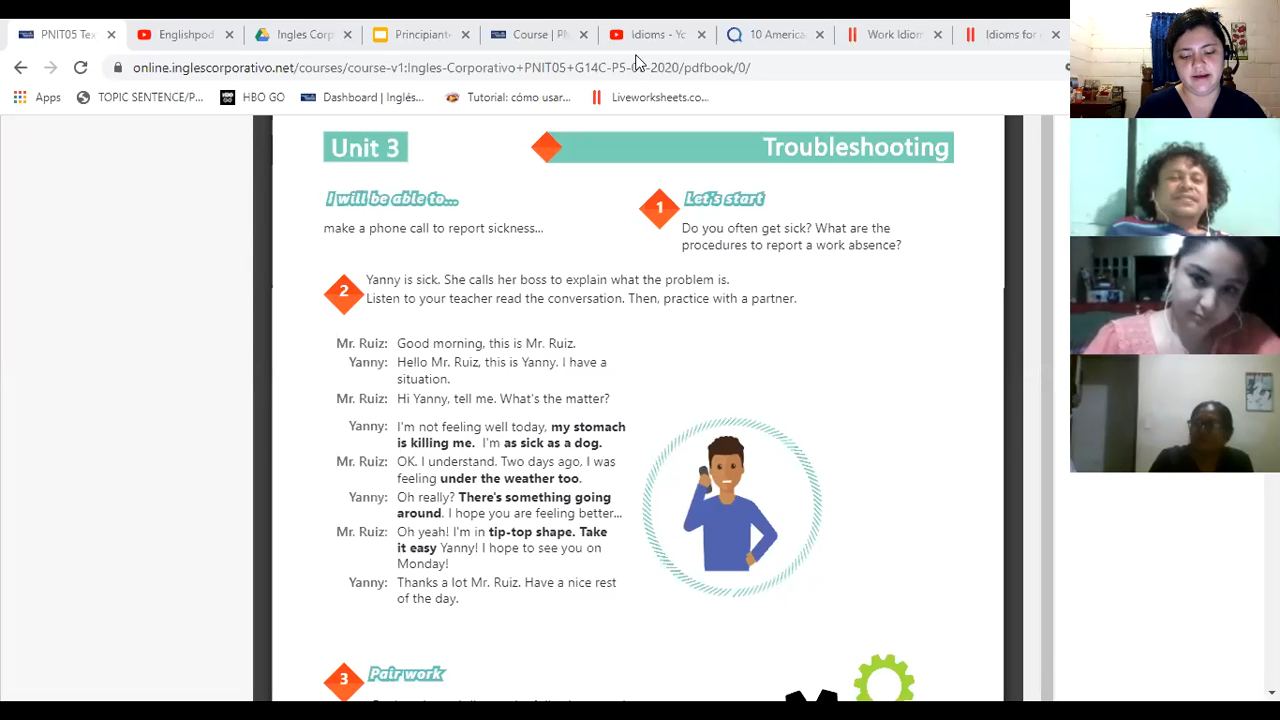 PNIT05 Tex
Englishpod
Ingles Corp
Principiant
Course | PN
Idioms - Yo
10 America
Work Idiom
Idioms for
online.inglescorporativo.net/courses/course-v1:Ingles-Corporativo+PNIT05+G14C-P5-
-2020/pdfbook/0/
Apps
TOPIC SENTENCE/P...
HBO GO
Dashboard | Inglés...
Tutorial: cómo usar...
Liveworksheets.co...
Unit 3
Troubleshooting
I will be able to...
make a phone call to report sickness...
1
Let's start
Do you often get sick? What are the
procedures to report a work absence?
2
Yanny is sick. She calls her boss to explain what the problem is.
Listen to your teacher read the conversation. Then, practice with a partner.
Mr. Ruiz: Good morning, this is Mr. Ruiz.
Yanny: Hello Mr. Ruiz, this is Yanny. I have a
situation.
Mr. Ruiz: Hi Yanny, tell me. What's the matter?
Yanny: I'm not feeling well today, my stomach
is killing me. I'm as sick as a dog.
Mr. Ruiz: OK. I understand. Two days ago, I was
feeling under the weather too.
Yanny: Oh really? There's something going
around. I hope you are feeling better...
Mr. Ruiz: Oh yeah! I'm in tip-top shape. Take
it easy Yanny! I hope to see you on
Monday!
Yanny: Thanks a lot Mr. Ruiz. Have a nice rest
of the day.
3
Pair work